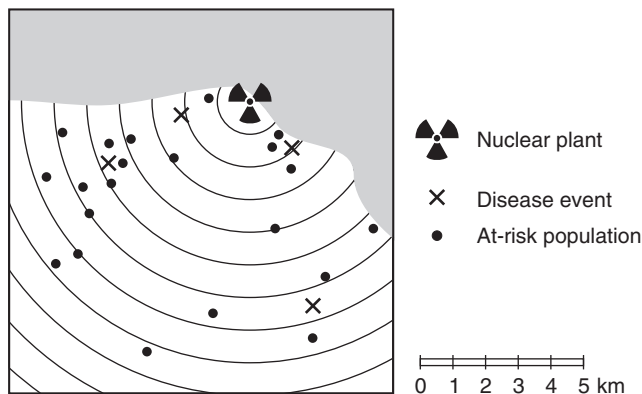 Nuclear plant
Disease event
At-risk population
0 1 2 3 4 5 km